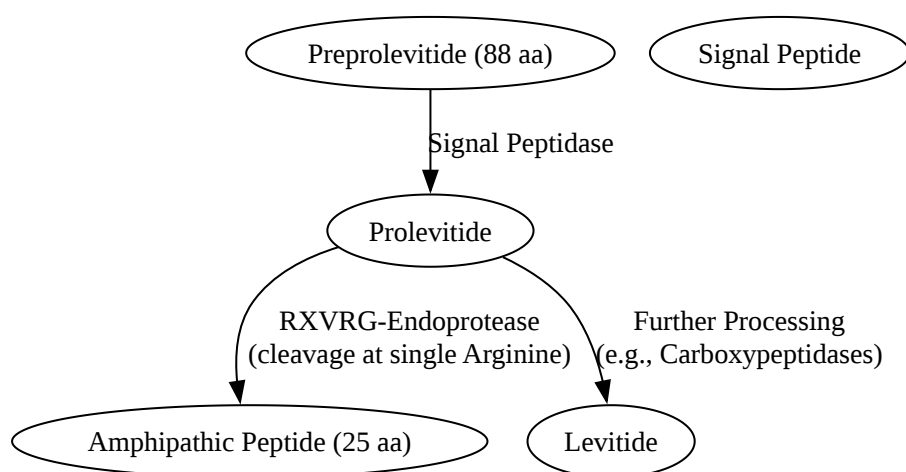 Preprolevitide (88 aa)
Signal Peptide
Signal Peptidase
Prolevitide
RXVRG-Endoprotease
(cleavage at single Arginine)
Further Processing
(e.g., Carboxypeptidases)
Amphipathic Peptide (25 aa)
Levitide